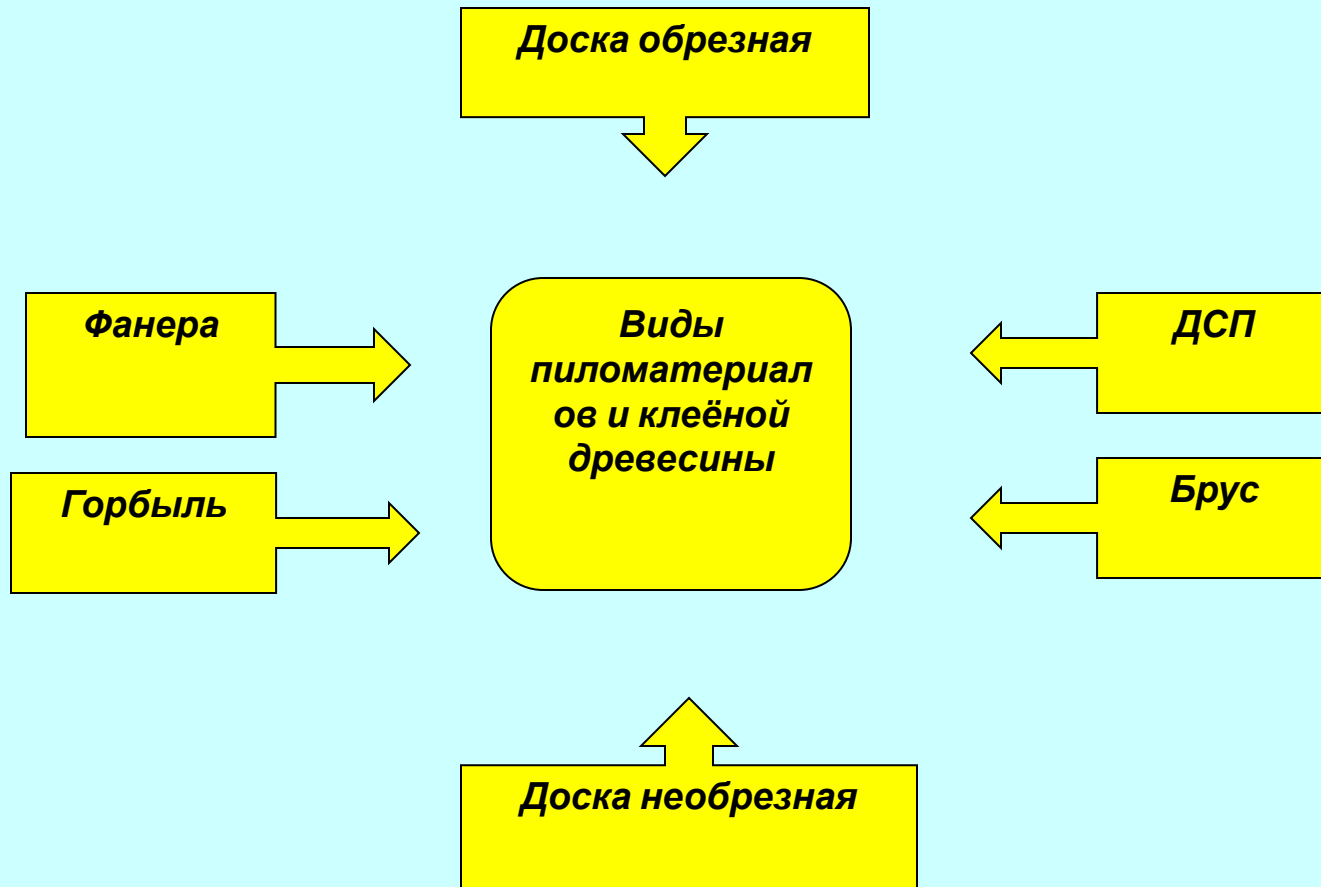 Доска обрезная
Фанера
Виды
пиломатериал
ов и клеёной
древесины
ДСП
Горбыль
Брус
Доска необрезная